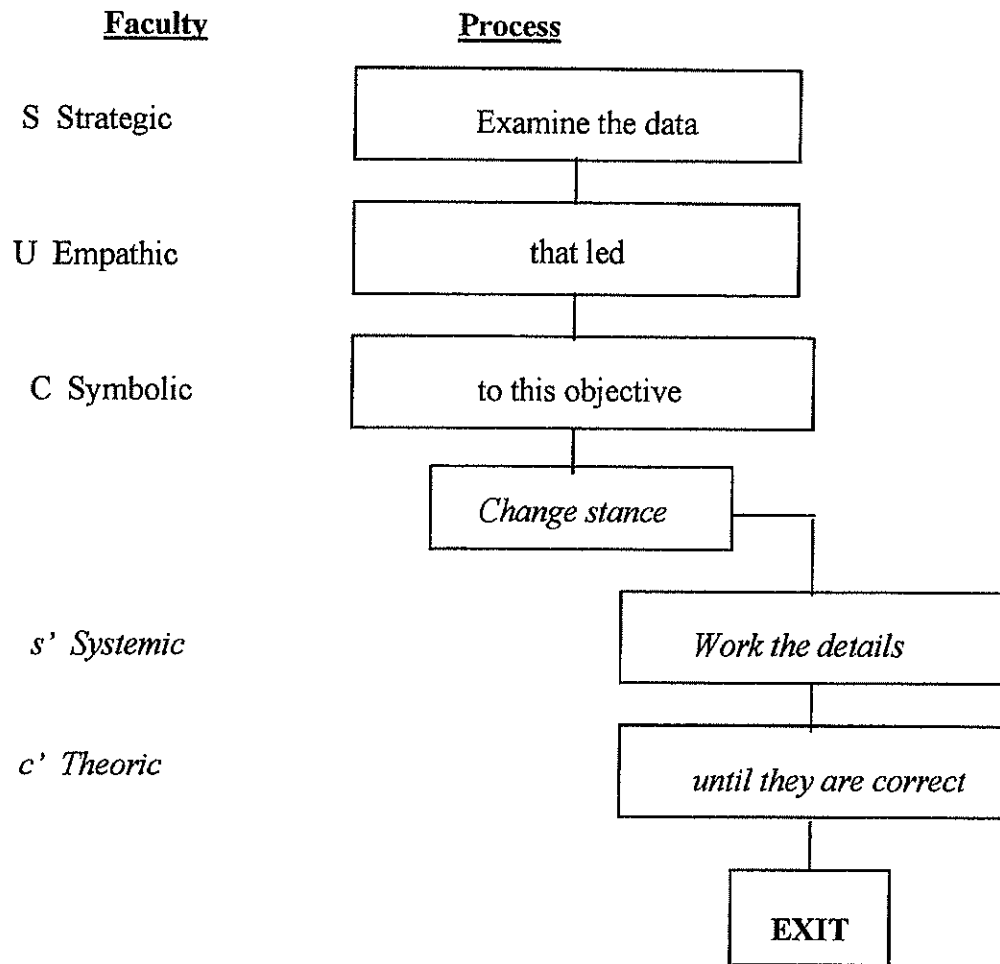 Faculty Process
S Strategic Examine the data
U Empathic that led
C Symbolic to this objective
Change stance
s’ Systemic Work the details
c’ Theoric until they are correct
EXIT